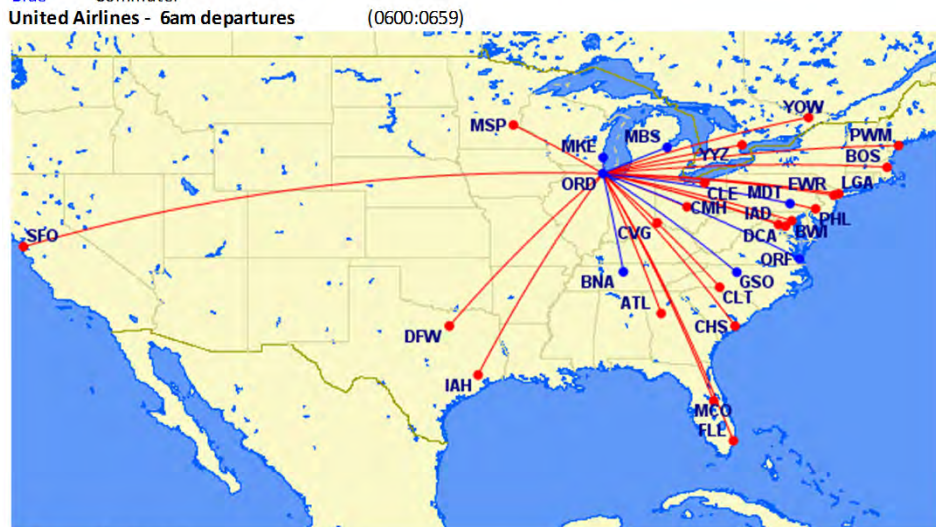 United Airlines - 6am departures (0600:0659)
YOW
MSP
MBS
PWM
MKE
YYZ
BOS
ORD
CLE
MDT
EWR
LGA
CMH
IAD
PHL
CVG
DCA
BWI
SFO
ORF
BNA
GSO
ATL
CLT
DFW
CHS
IAH
MCO
FLL